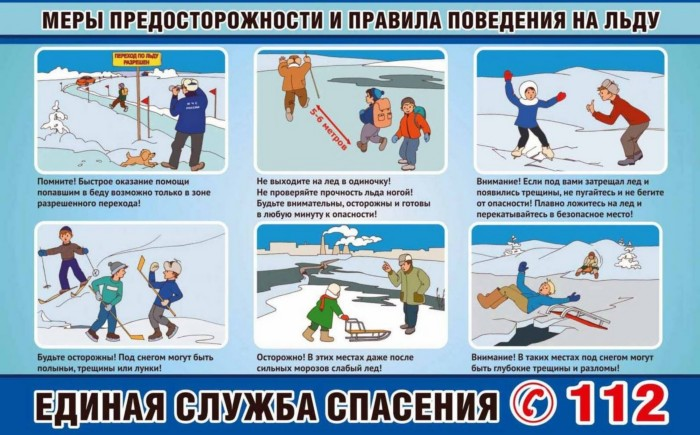 МЕРЫ ПРЕДОСТОРОЖНОСТИ И ПРАВИЛА ПОВЕДЕНИЯ НА ЛЬДУ
ПЕРЕХОД ПО ЛЬДУ
РАЗРЕШЕН
МЧС
РОССИИ
Помните! Быстрое оказание помощи
попавшим в беду возможно только в зоне
разрешенного перехода!
5-6 метров
Не выходите на лед в одиночку!
Не проверяйте прочность льда ногой!
Будьте внимательны, осторожны и готовы
в любую минуту к опасности!
Внимание! Если под вами затрещал лед и
появились трещины, не пугайтесь и не бегите
от опасности! Плавно ложитесь на лед и
перекатывайтесь в безопасное место!
Будьте осторожны! Под снегом могут быть
полыньи, трещины или лунки!
Осторожно! В этих местах даже после
сильных морозов слабый лед!
Внимание! В таких местах под снегом могут
быть глубокие трещины и разломы!
ЕДИНАЯ СЛУЖБА СПАСЕНИЯ 112